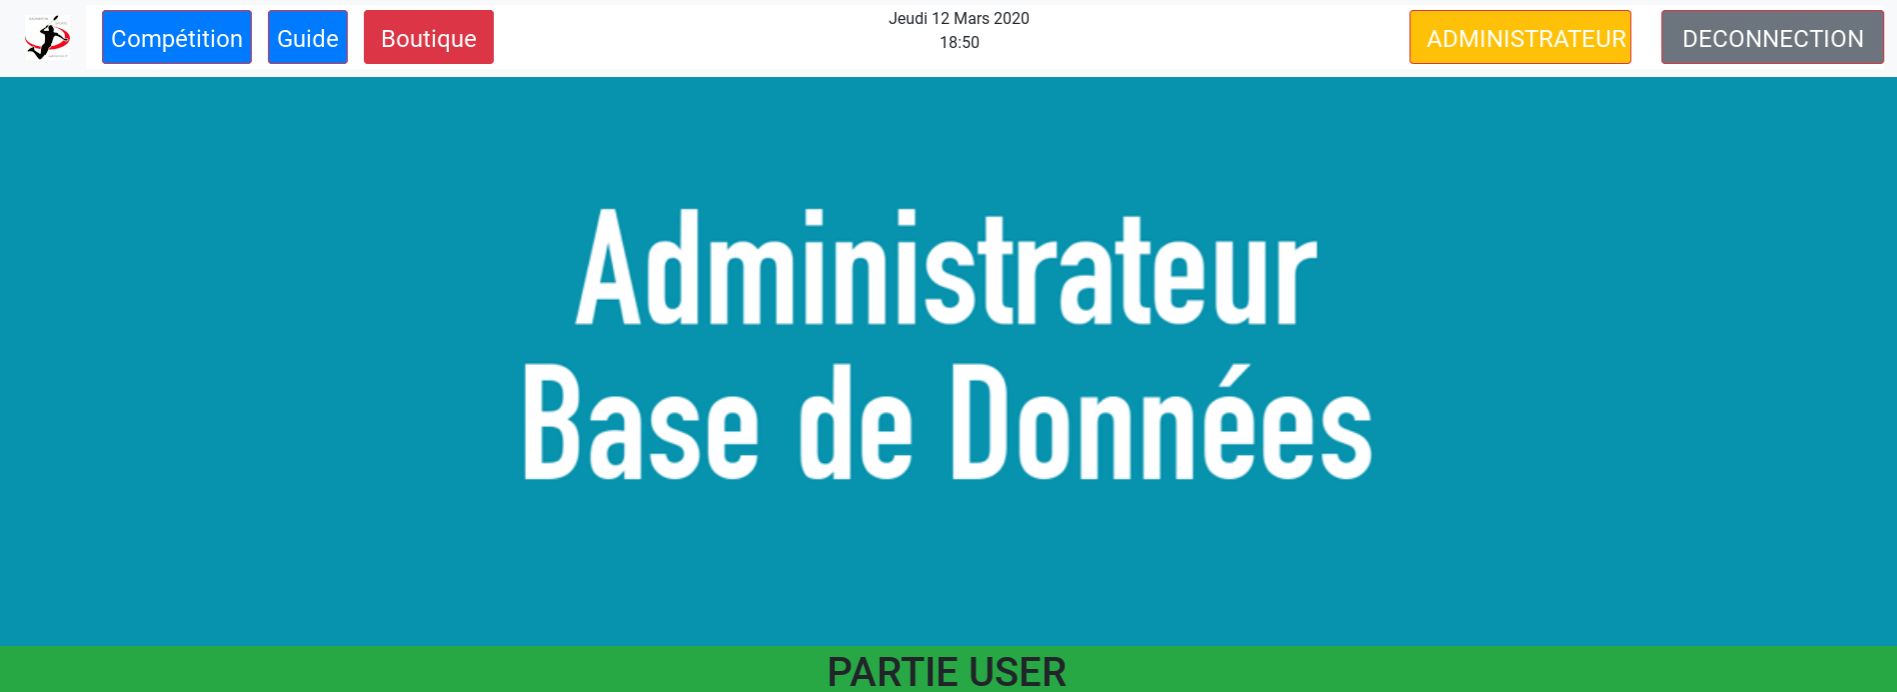 Compétition
Guide
Boutique
Jeudi 12 Mars 2020
18:50
ADMINISTRATEUR
DECONNECTION
Administrateur
Base de Données
PARTIE USER